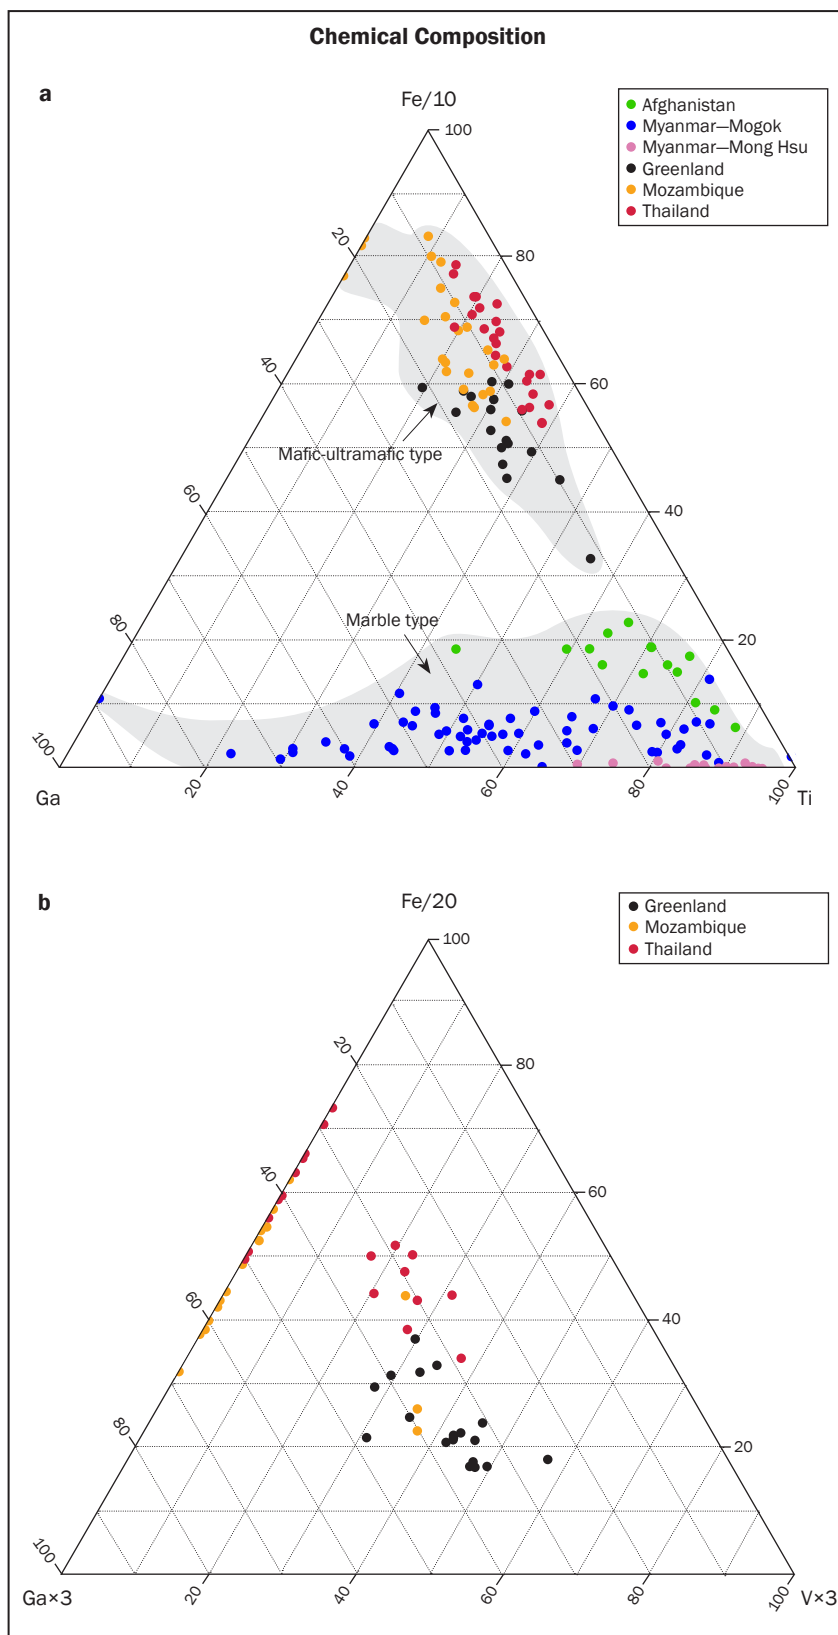 Chemical Composition
a
Fe/10
100
Afghanistan
Myanmar—Mogok
Myanmar—Mong Hsu
Greenland
Mozambique
Thailand
20
80
40
60
Mafic-ultramafic type
60
40
Marble type
80
20
100
Ga
20
40
60
80
100
Ti
b
Fe/20
100
Greenland
Mozambique
Thailand
20
80
40
60
60
40
80
20
100
Ga×3
20
40
60
80
100
V×3